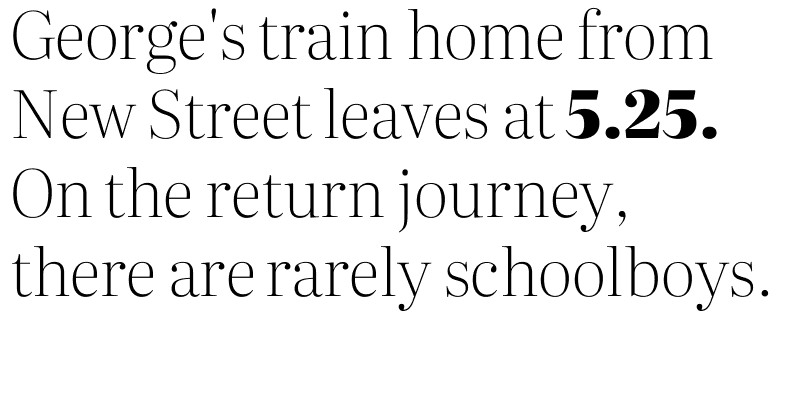 George's train home from
New Street leaves at 5.25.
On the return journey,
there are rarely schoolboys.